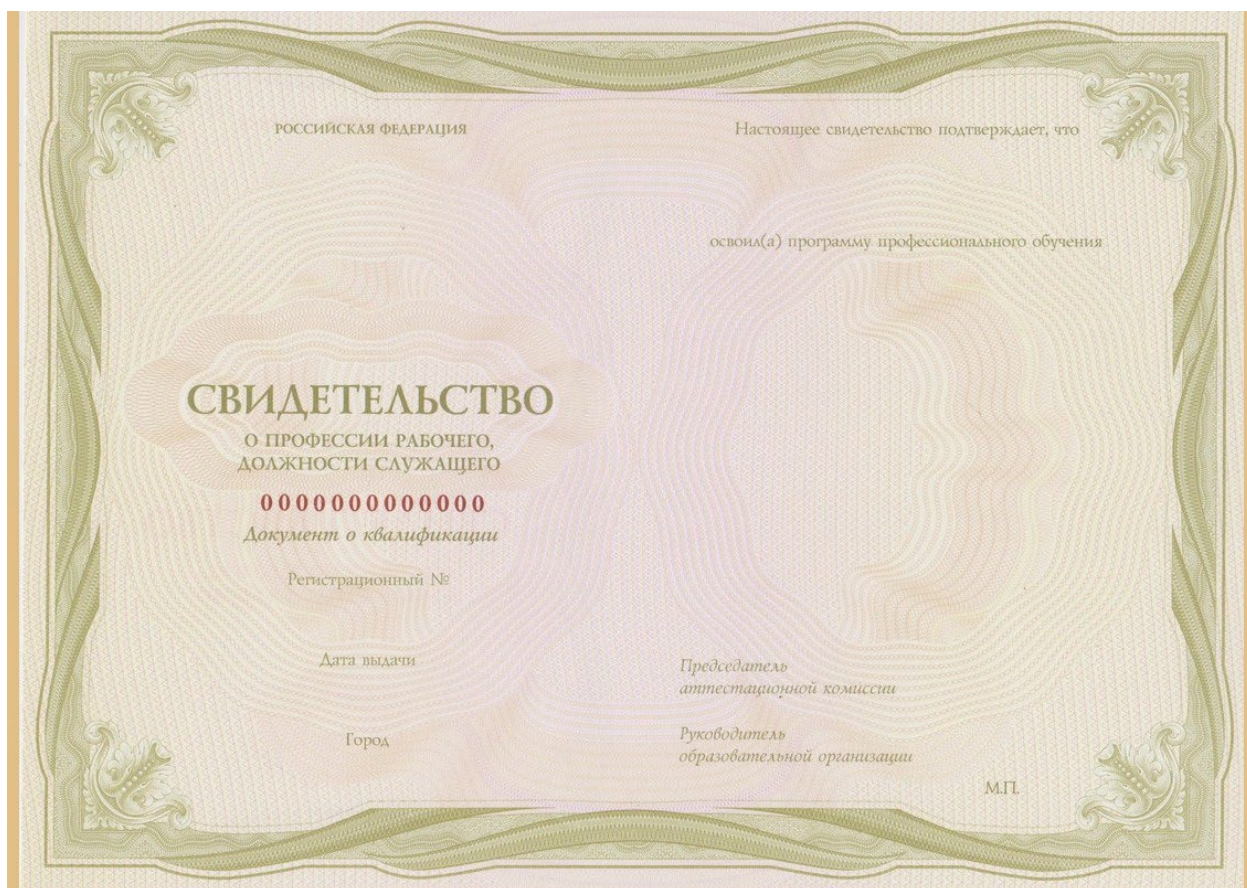 РОССИЙСКАЯ ФЕДЕРАЦИЯ
СВИДЕТЕЛЬСТВО
О ПРОФЕССИИ РАБОЧЕГО,
ДОЛЖНОСТИ СЛУЖАЩЕГО
0000000000000
Документ о квалификации
Регистрационный №
Дата выдачи
Город
Настоящее свидетельство подтверждает, что
освоил(а) программу профессионального обучения
Председатель
аттестационной комиссии
Руководитель
образовательной организации
М.П.